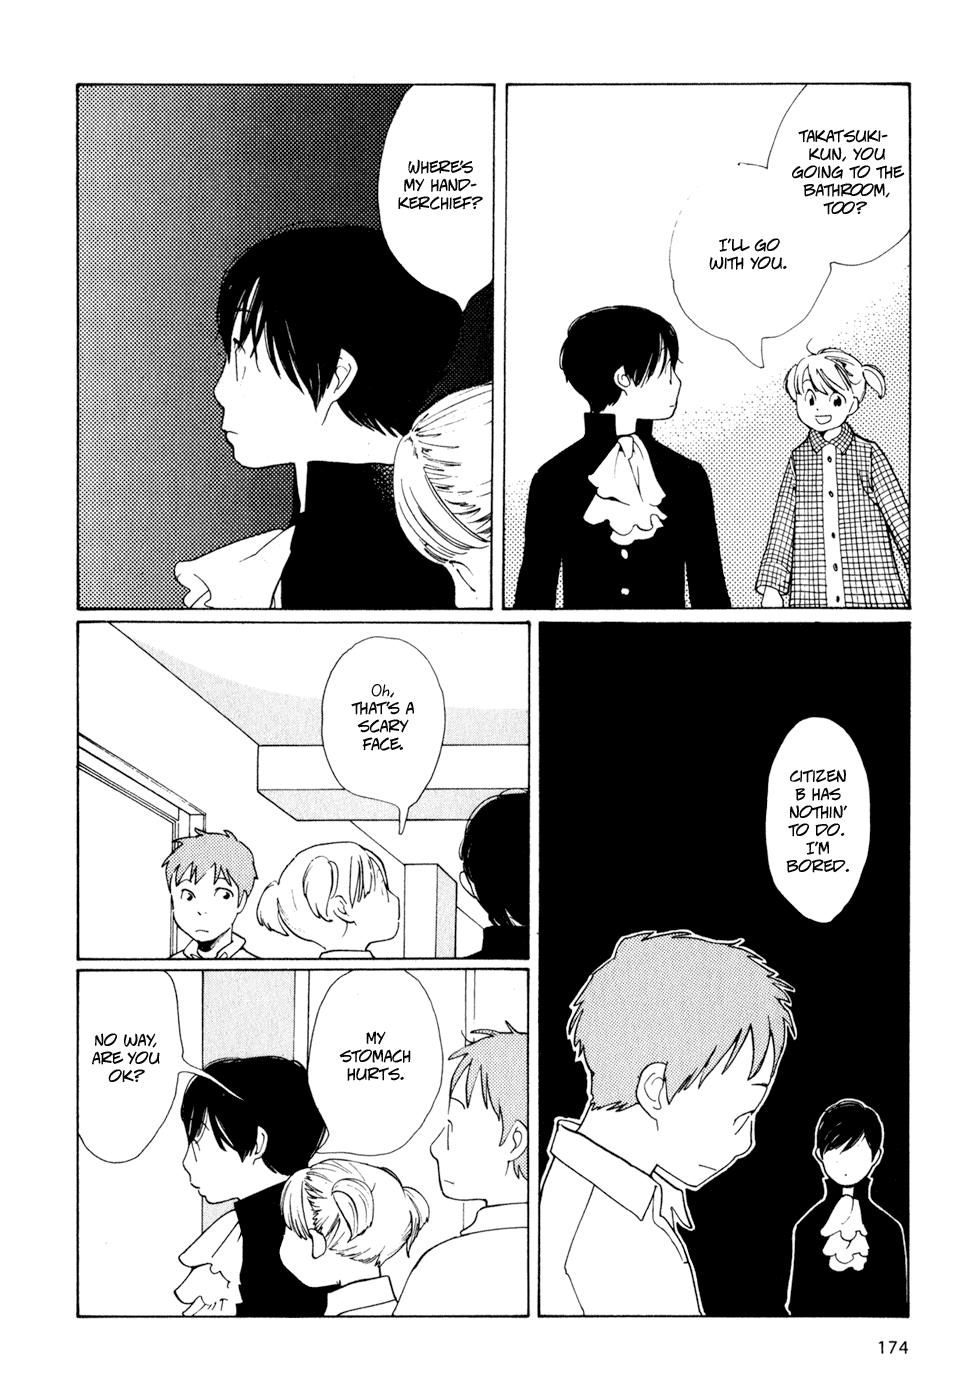 TAKATSUKI-
KUN, YOU
GOING TO THE
BATHROOM,
TOO?
I'LL GO
WITH YOU.
WHERE'S
MY HAND-
KERCHIEF?
CITIZEN
B HAS
NOTHIN'
TO DO.
I'M
BORED.
Oh,
THAT'S A
SCARY
FACE.
MY
STOMACH
HURTS.
NO WAY,
ARE YOU
OK?
174